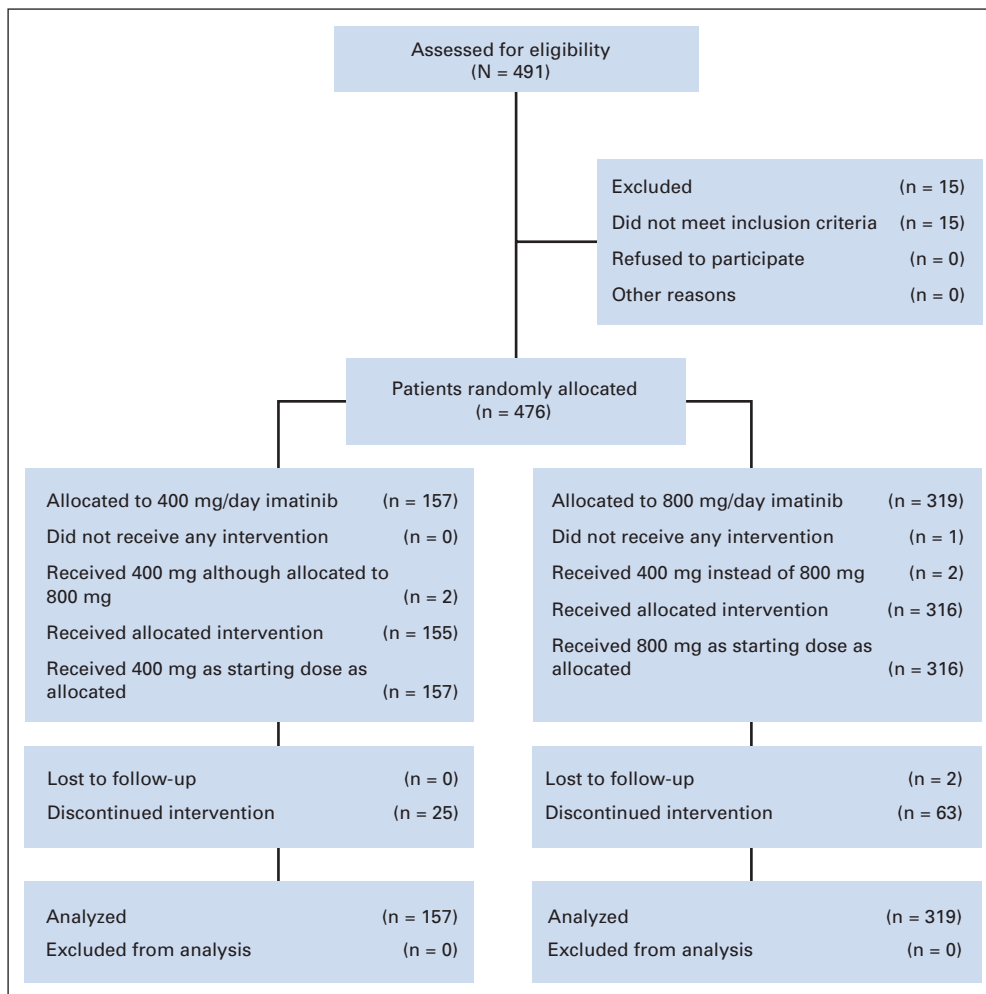 Assessed for eligibility
(N = 491)
Excluded (n = 15)
Did not meet inclusion criteria (n = 15)
Refused to participate (n = 0)
Other reasons (n = 0)
Patients randomly allocated
(n = 476)
Allocated to 400 mg/day imatinib (n = 157)
Did not receive any intervention (n = 0)
Received 400 mg although allocated to
800 mg (n = 2)
Received allocated intervention (n = 155)
Received 400 mg as starting dose as
allocated (n = 157)
Allocated to 800 mg/day imatinib (n = 319)
Did not receive any intervention (n = 1)
Received 400 mg instead of 800 mg (n = 2)
Received allocated intervention (n = 316)
Received 800 mg as starting dose as
allocated (n = 316)
Lost to follow-up (n = 0)
Discontinued intervention (n = 25)
Lost to follow-up (n = 2)
Discontinued intervention (n = 63)
Analyzed (n = 157)
Excluded from analysis (n = 0)
Analyzed (n = 319)
Excluded from analysis (n = 0)